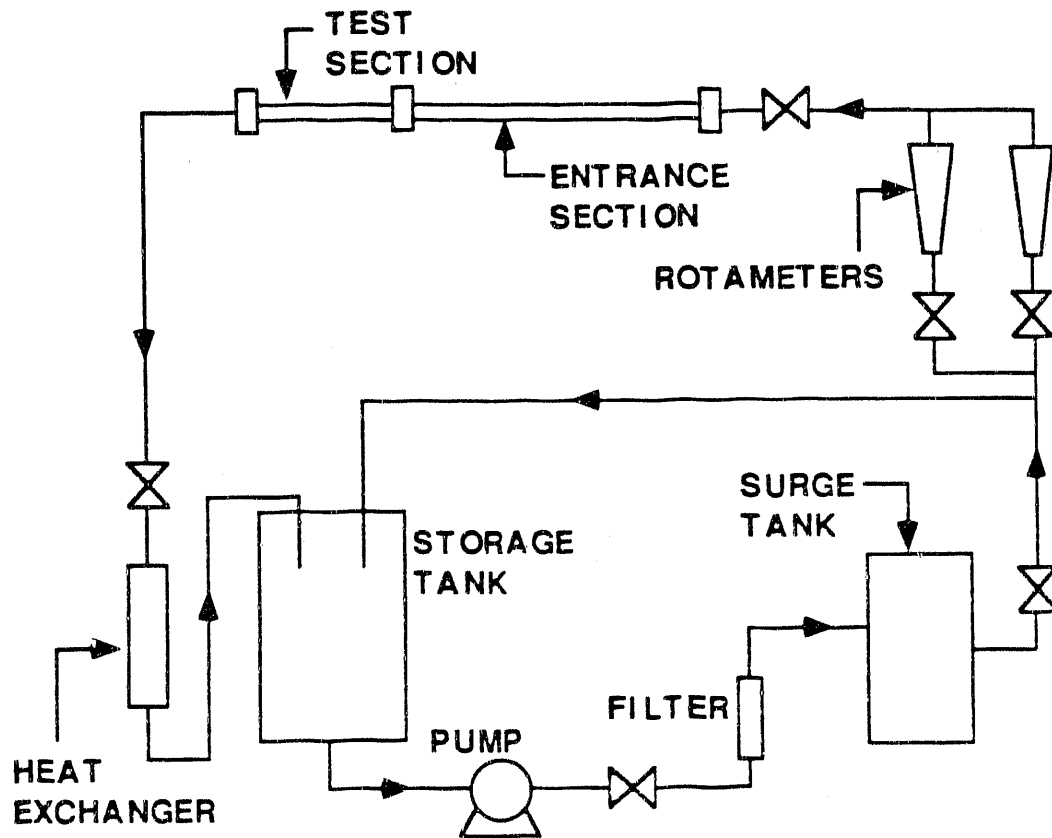 TEST
SECTION
ENTRANCE
SECTION
ROTAMETERS
SURGE
TANK
STORAGE
TANK
FILTER
PUMP
HEAT
EXCHANGER